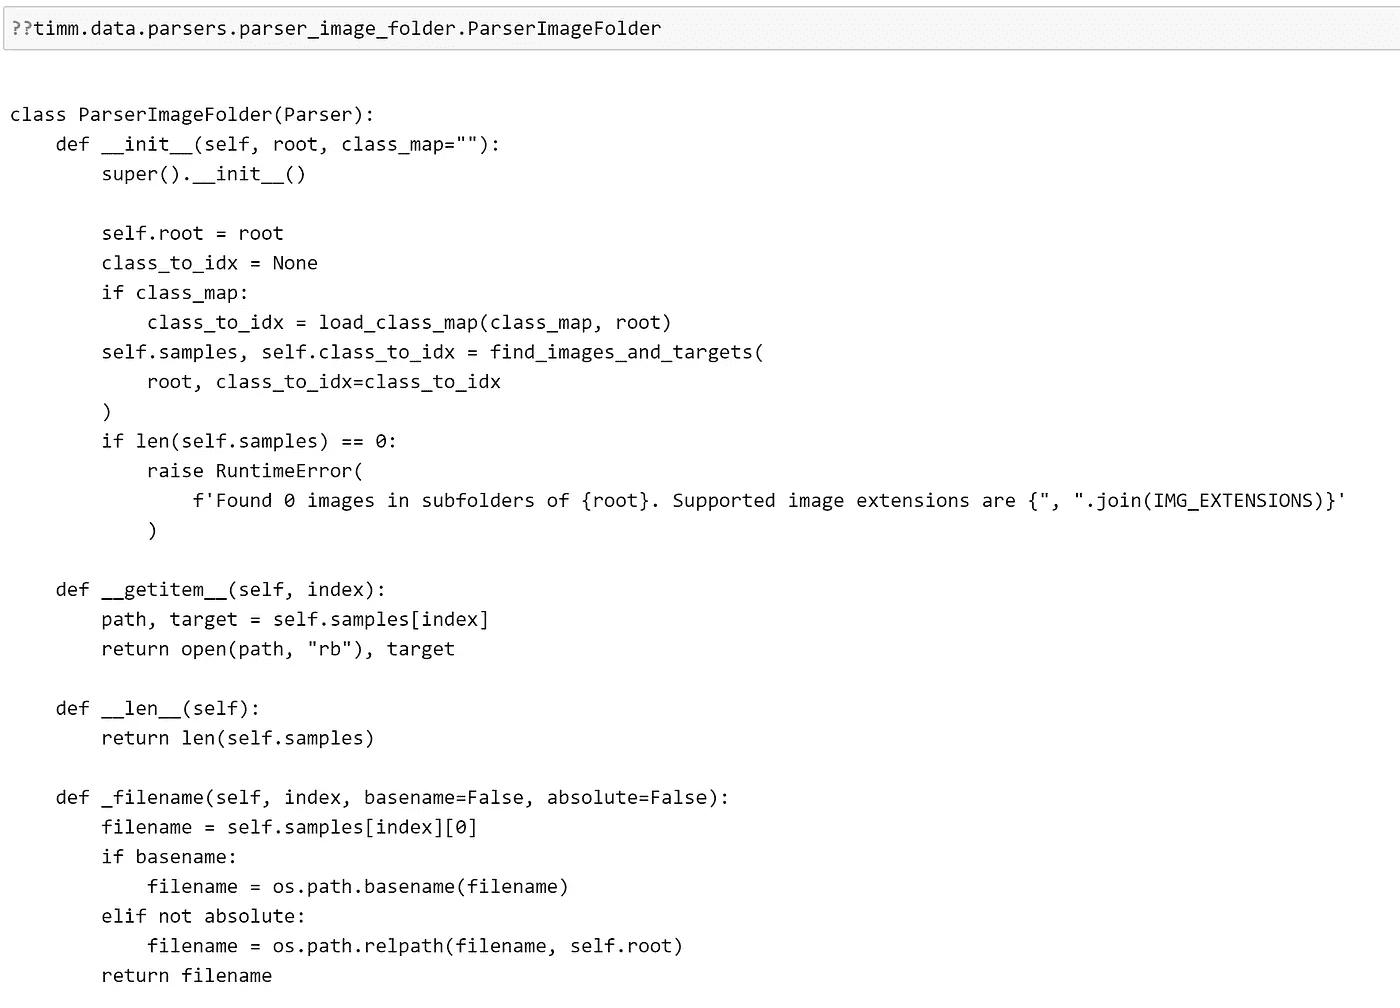 ??timm.data.parsers.parser_image_folder.ParserImageFolder
class ParserImageFolder(Parser):
    def __init__(self, root, class_map=""):
        super().__init__()
        self.root = root
        class_to_idx = None
        if class_map:
            class_to_idx = load_class_map(class_map, root)
        self.samples, self.class_to_idx = find_images_and_targets(
            root, class_to_idx=class_to_idx
        )
        if len(self.samples) == 0:
            raise RuntimeError(
                f'Found 0 images in subfolders of {root}. Supported image extensions are {", ".join(IMG_EXTENSIONS)}'
            )
    def __getitem__(self, index):
        path, target = self.samples[index]
        return open(path, "rb"), target
    def __len__(self):
        return len(self.samples)
    def _filename(self, index, basename=False, absolute=False):
        filename = self.samples[index][0]
        if basename:
            filename = os.path.basename(filename)
        elif not absolute:
            filename = os.path.relpath(filename, self.root)
        return filename